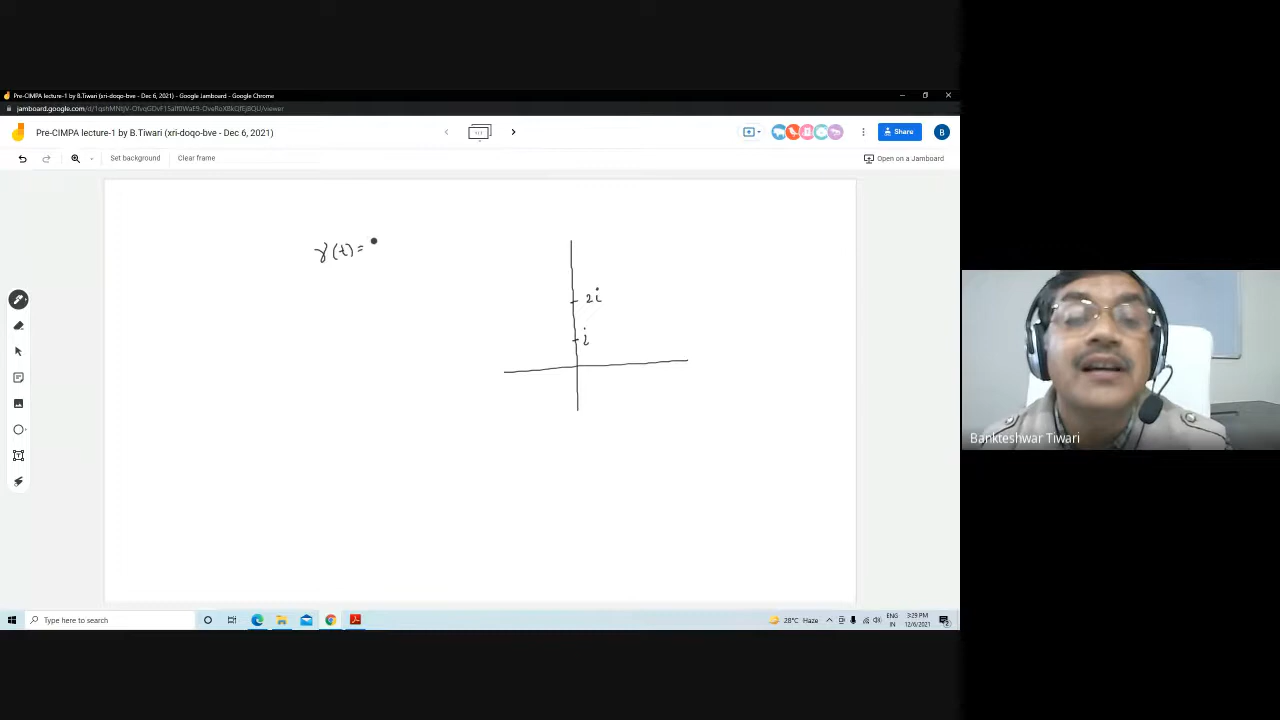 Pre-CIMPA lecture-1 by B.Tiwari (xri-doqo-bve - Dec 6, 2021) - Google Jamboard - Google Chrome
Pre-CIMPA lecture-1 by B.Tiwari (xri-doqo-bve - Dec 6, 2021)
Share
B
Set background
Clear frame
Open on a Jamboard
γ(t)=
2i
i
Bankteshwar Tiwari
Type here to search
28°C Haze
ENG
IN
3:29 PM
12/6/2021